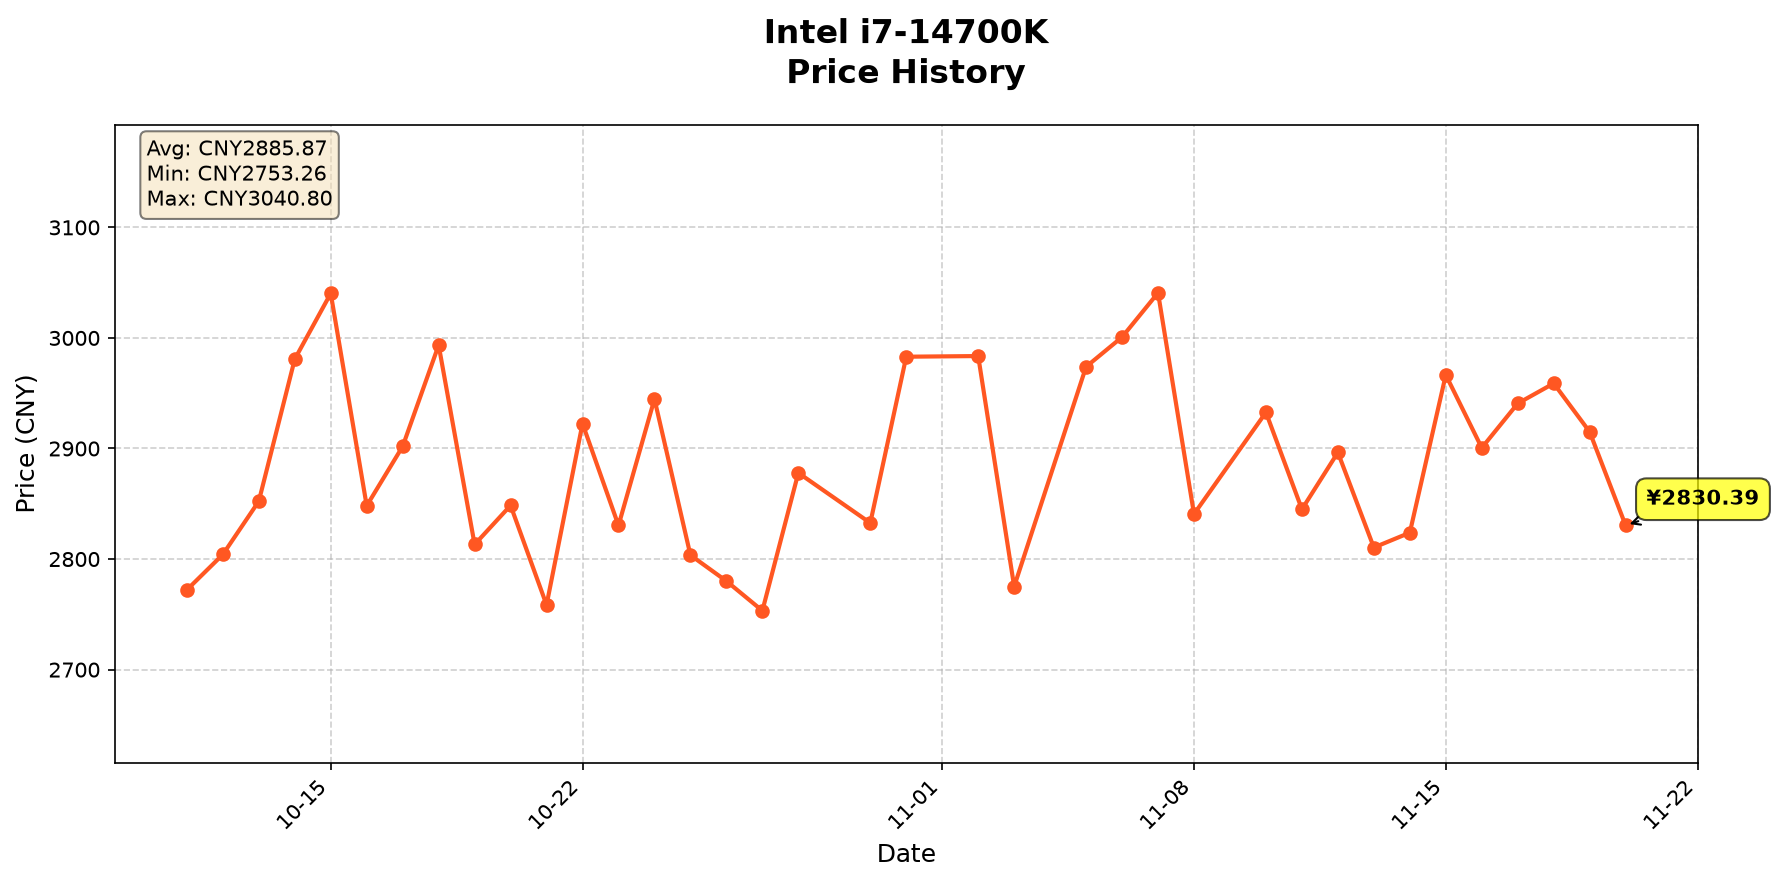 Intel i7-14700K
Price History
Avg: CNY2885.87
Min: CNY2753.26
Max: CNY3040.80
Price (CNY)
3100
3000
2900
2800
2700
¥2830.39
10-15
10-22
11-01
11-08
11-15
11-22
Date